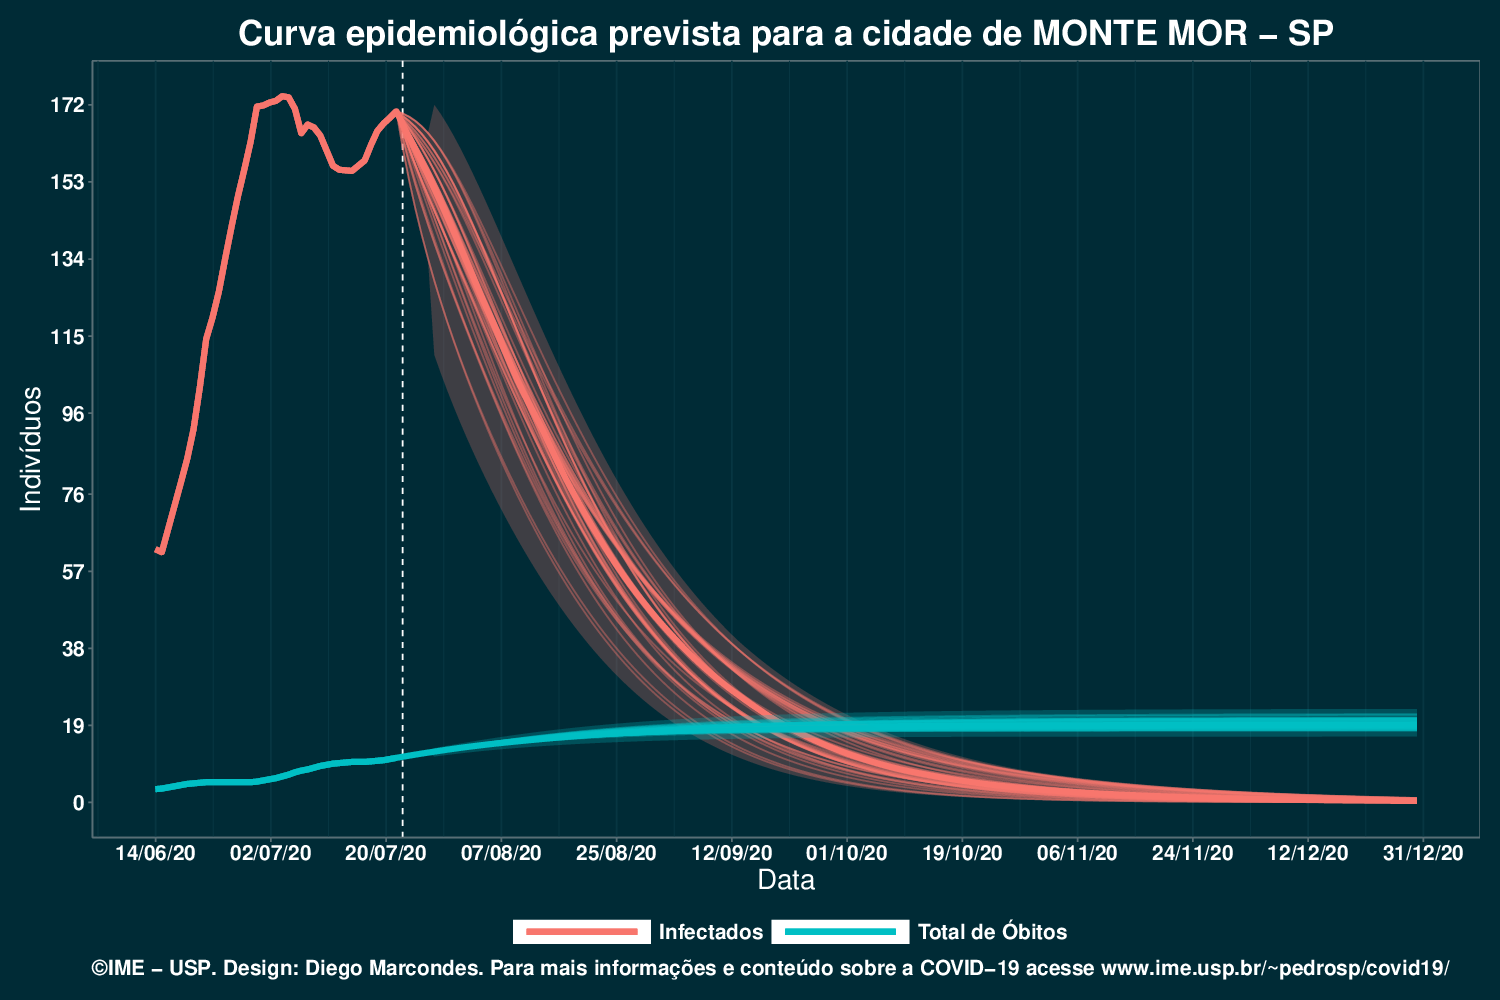 Curva epidemiológica prevista para a cidade de MONTE MOR – SP
172
153
134
115
96
76
57
38
19
0
Indivíduos
14/06/20 02/07/20 20/07/20 07/08/20 25/08/20 12/09/20 01/10/20 19/10/20 06/11/20 24/11/20 12/12/20 31/12/20
Data
Infectados Total de Óbitos
©IME – USP. Design: Diego Marcondes. Para mais informações e conteúdo sobre a COVID–19 acesse www.ime.usp.br/~pedrosp/covid19/